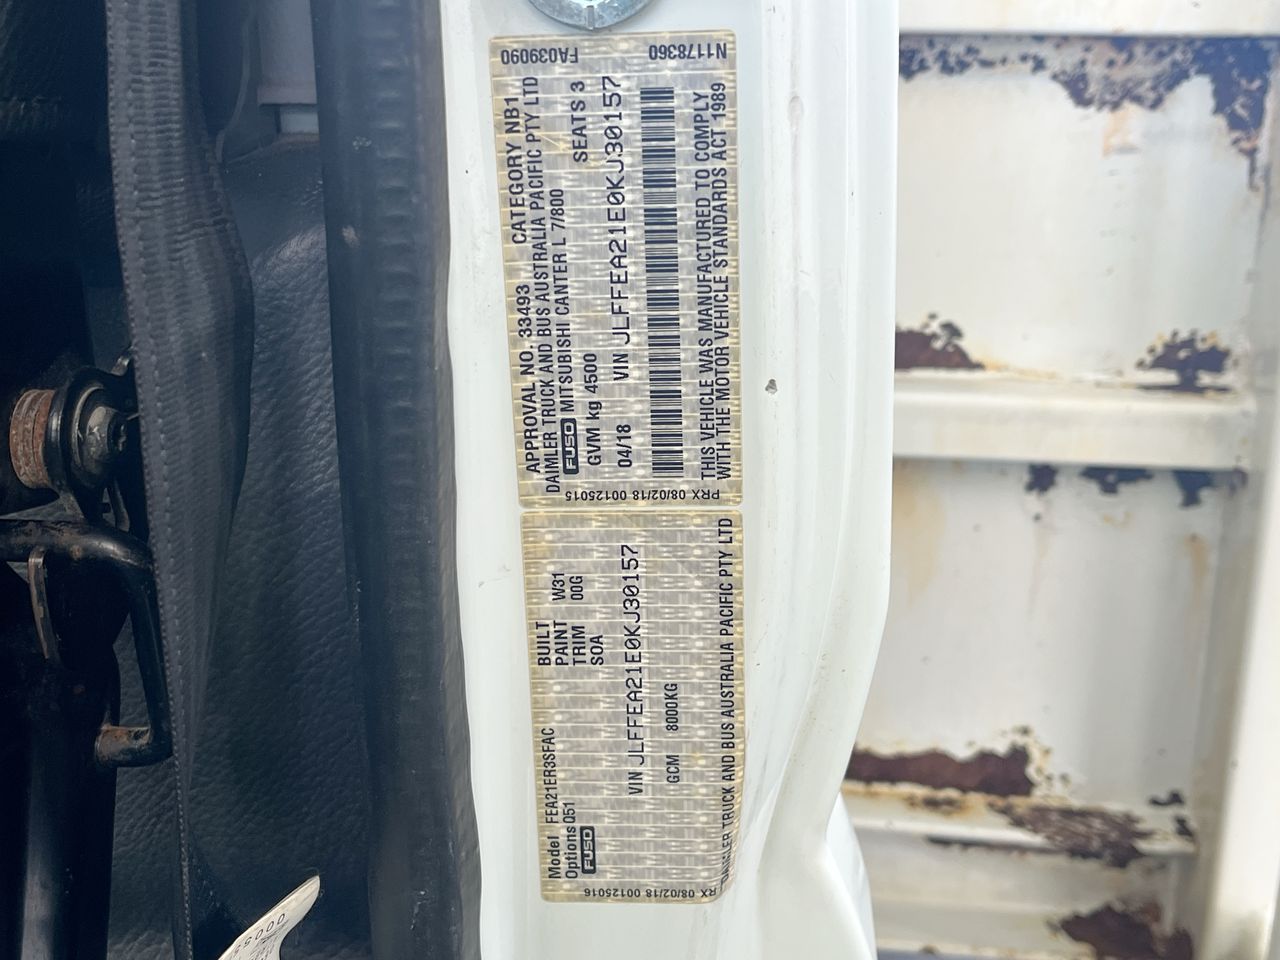 FA039090
N1178360
APPROVAL NO. 33493 CATEGORY NB1
DAIMLER TRUCK AND BUS AUSTRALIA PACIFIC PTY LTD
FUSO MITSUBISHI CANTER L 7/800
GVM kg 4500 SEATS 3
04/18 VIN JLFFEA21E0KJ30157
THIS VEHICLE WAS MANUFACTURED TO COMPLY
WITH THE MOTOR VEHICLE STANDARDS ACT 1989
PRX 08/02/18 00125015
Model FEA21ER3SFAC BUILT
Options Q51 PAINT W31
FUSO TRIM 00G
SOA
VIN JLFFEA21E0KJ30157
GCM 8000KG
DAIMLER TRUCK AND BUS AUSTRALIA PACIFIC PTY LTD
RX 08/02/18 00125016